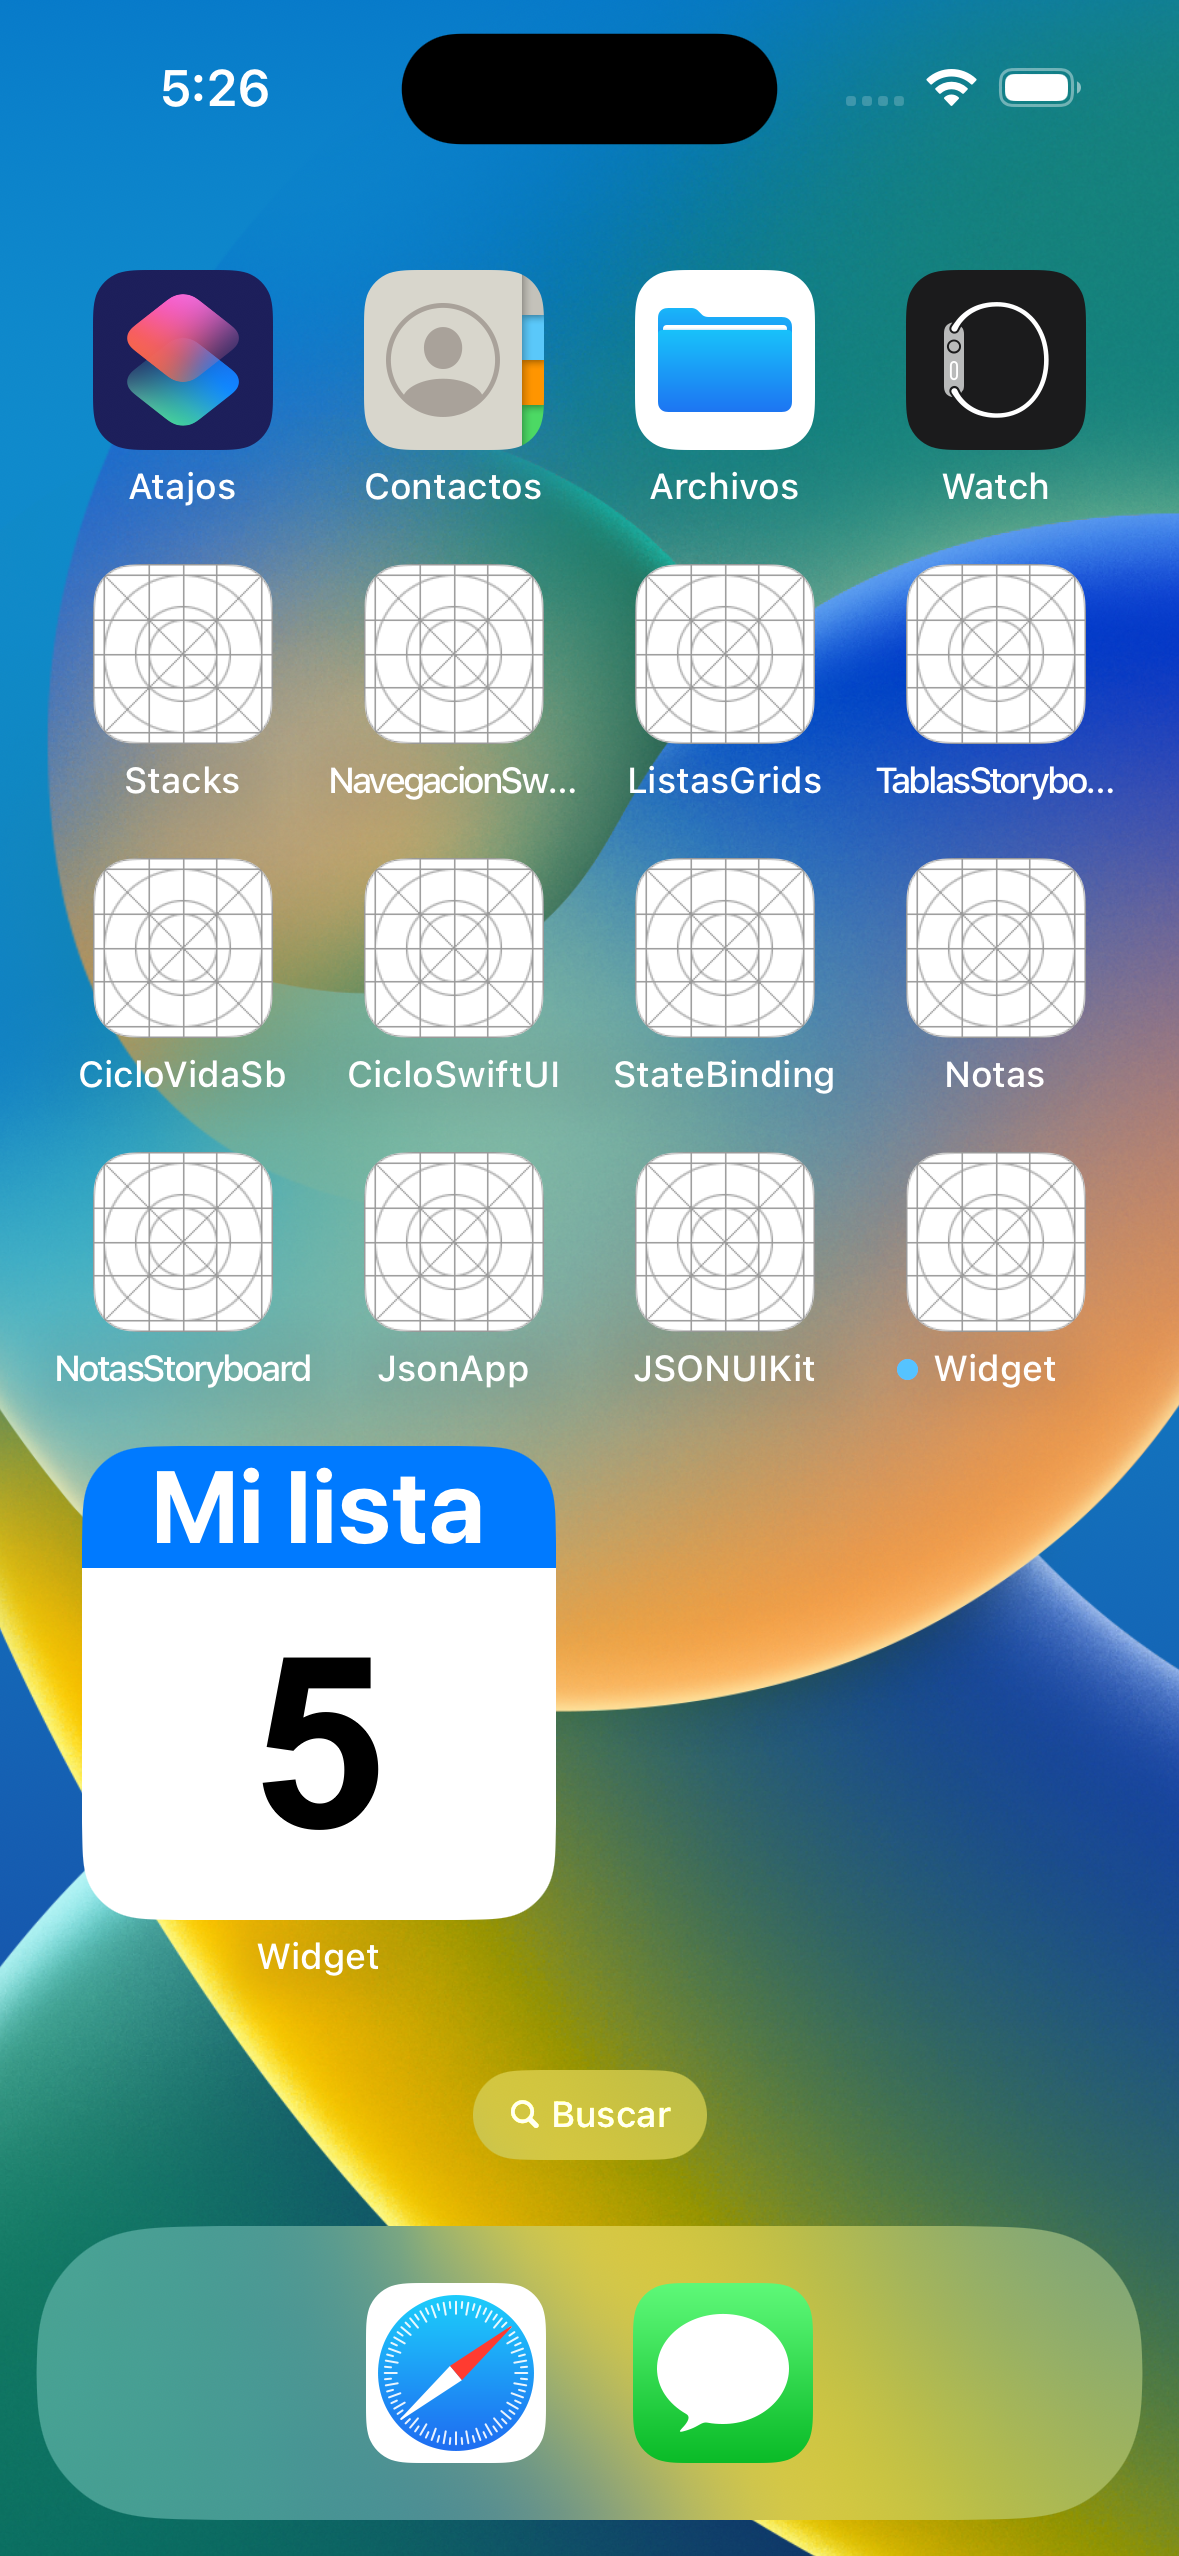 5:26
Atajos
Contactos
Archivos
Watch
Stacks
NavegacionSw...
ListasGrids
TablasStorybo...
CicloVidaSb
CicloSwiftUI
StateBinding
Notas
NotasStoryboard
JsonApp
JSONUIKit
Widget
Mi lista
5
Widget
Buscar